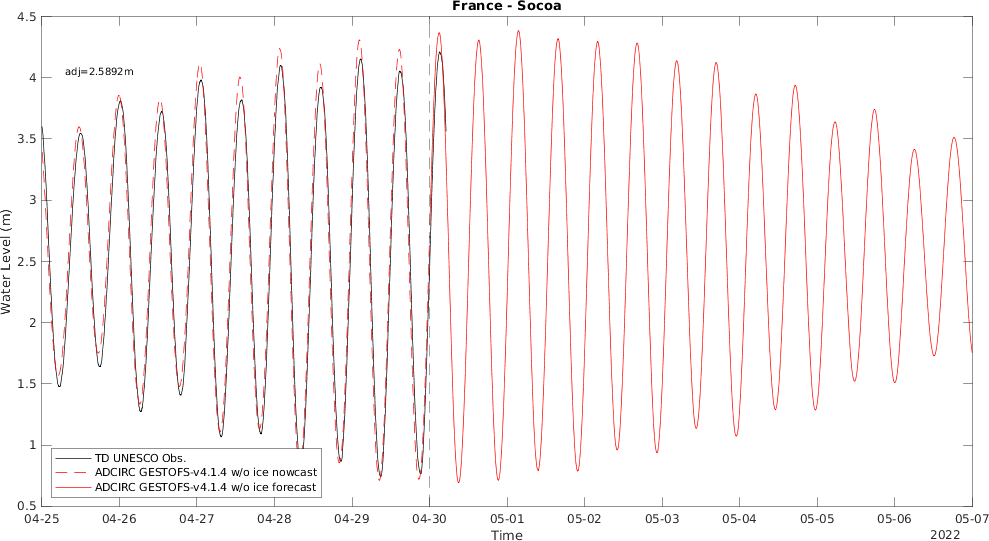 France - Socoa
4.5
4
3.5
3
2.5
2
1.5
1
0.5
adj=2.5892m
Water Level (m)
TD UNESCO Obs.
ADCIRC GESTOFS-v4.1.4 w/o ice nowcast
ADCIRC GESTOFS-v4.1.4 w/o ice forecast
04-25 04-26 04-27 04-28 04-29 04-30 05-01 05-02 05-03 05-04 05-05 05-06 05-07
Time
2022